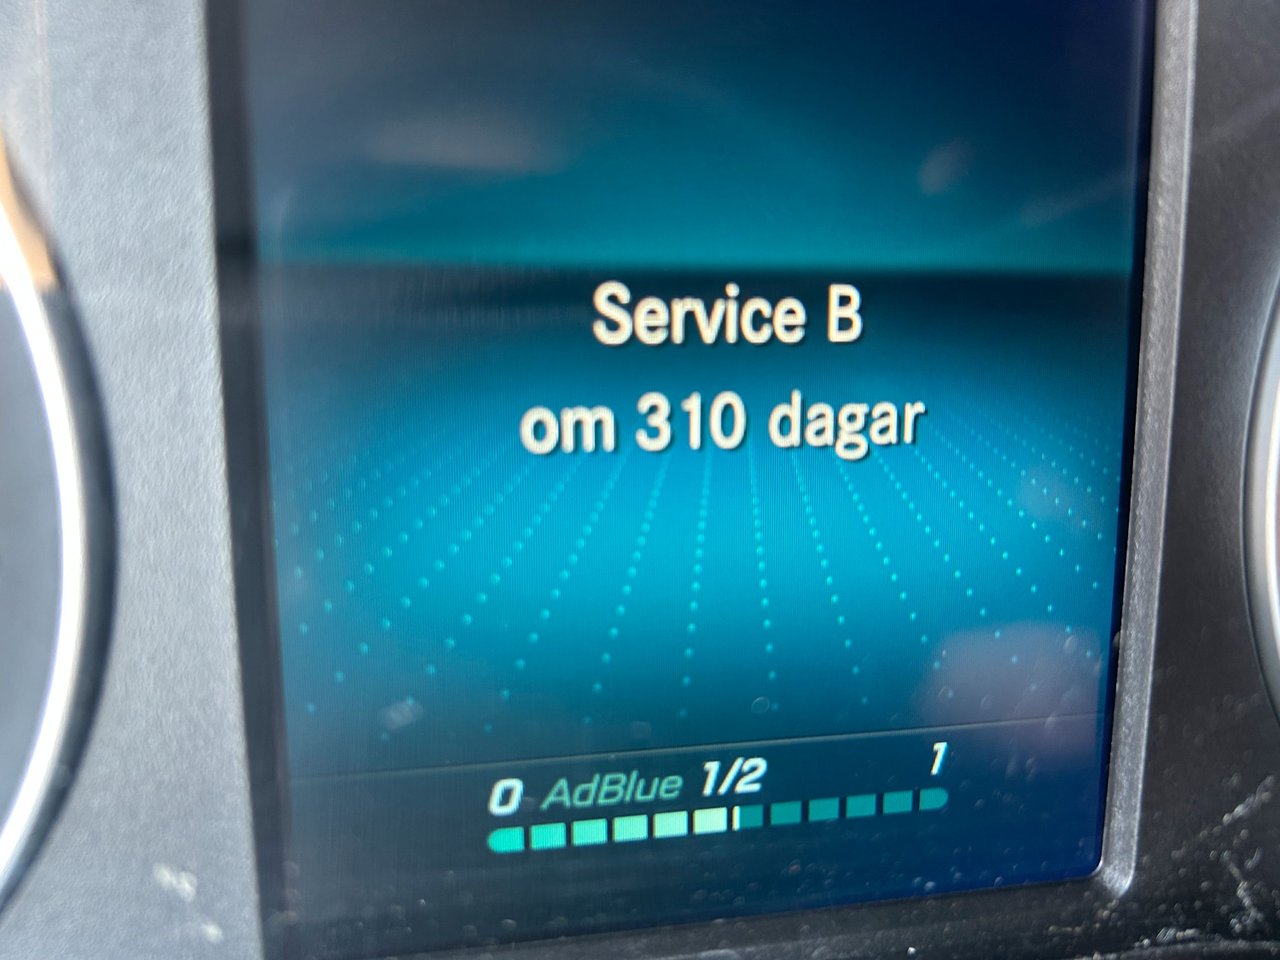 Service B
om 310 dagar
0 AdBlue 1/2 1